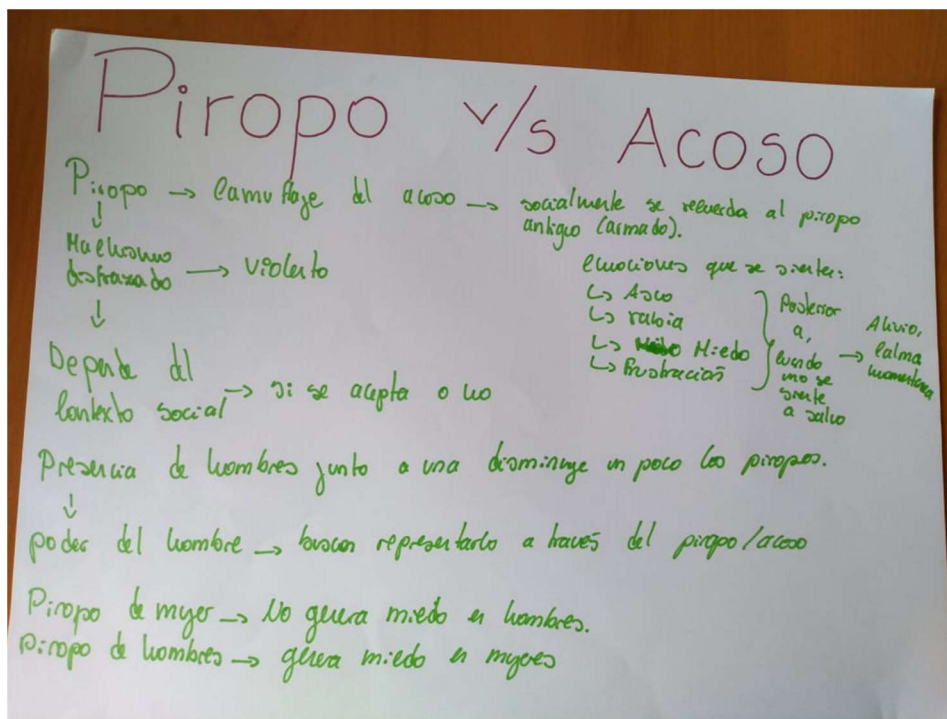 Piropo v/s Acoso
Piropo → Camuflaje del acoso → socialmente se recuerda al piropo
antiguo (armado).
↓
Machismo
disfrazado → violento
↓
Depende del
contexto social → si se acepta o no
emociones que se sienten:
↳ Asco
↳ rabia
↳ Miedo
↳ Frustración
Posterior
a,
cuando
uno se
siente
a salvo
→ Alivio,
calma
momentánea
Presencia de hombres junto a una disminuye un poco los piropos.
↓
poder del hombre → buscan representarlo a través del piropo/acoso
Piropo de mujer → No genera miedo en hombres.
piropo de hombres → genera miedo en mujeres